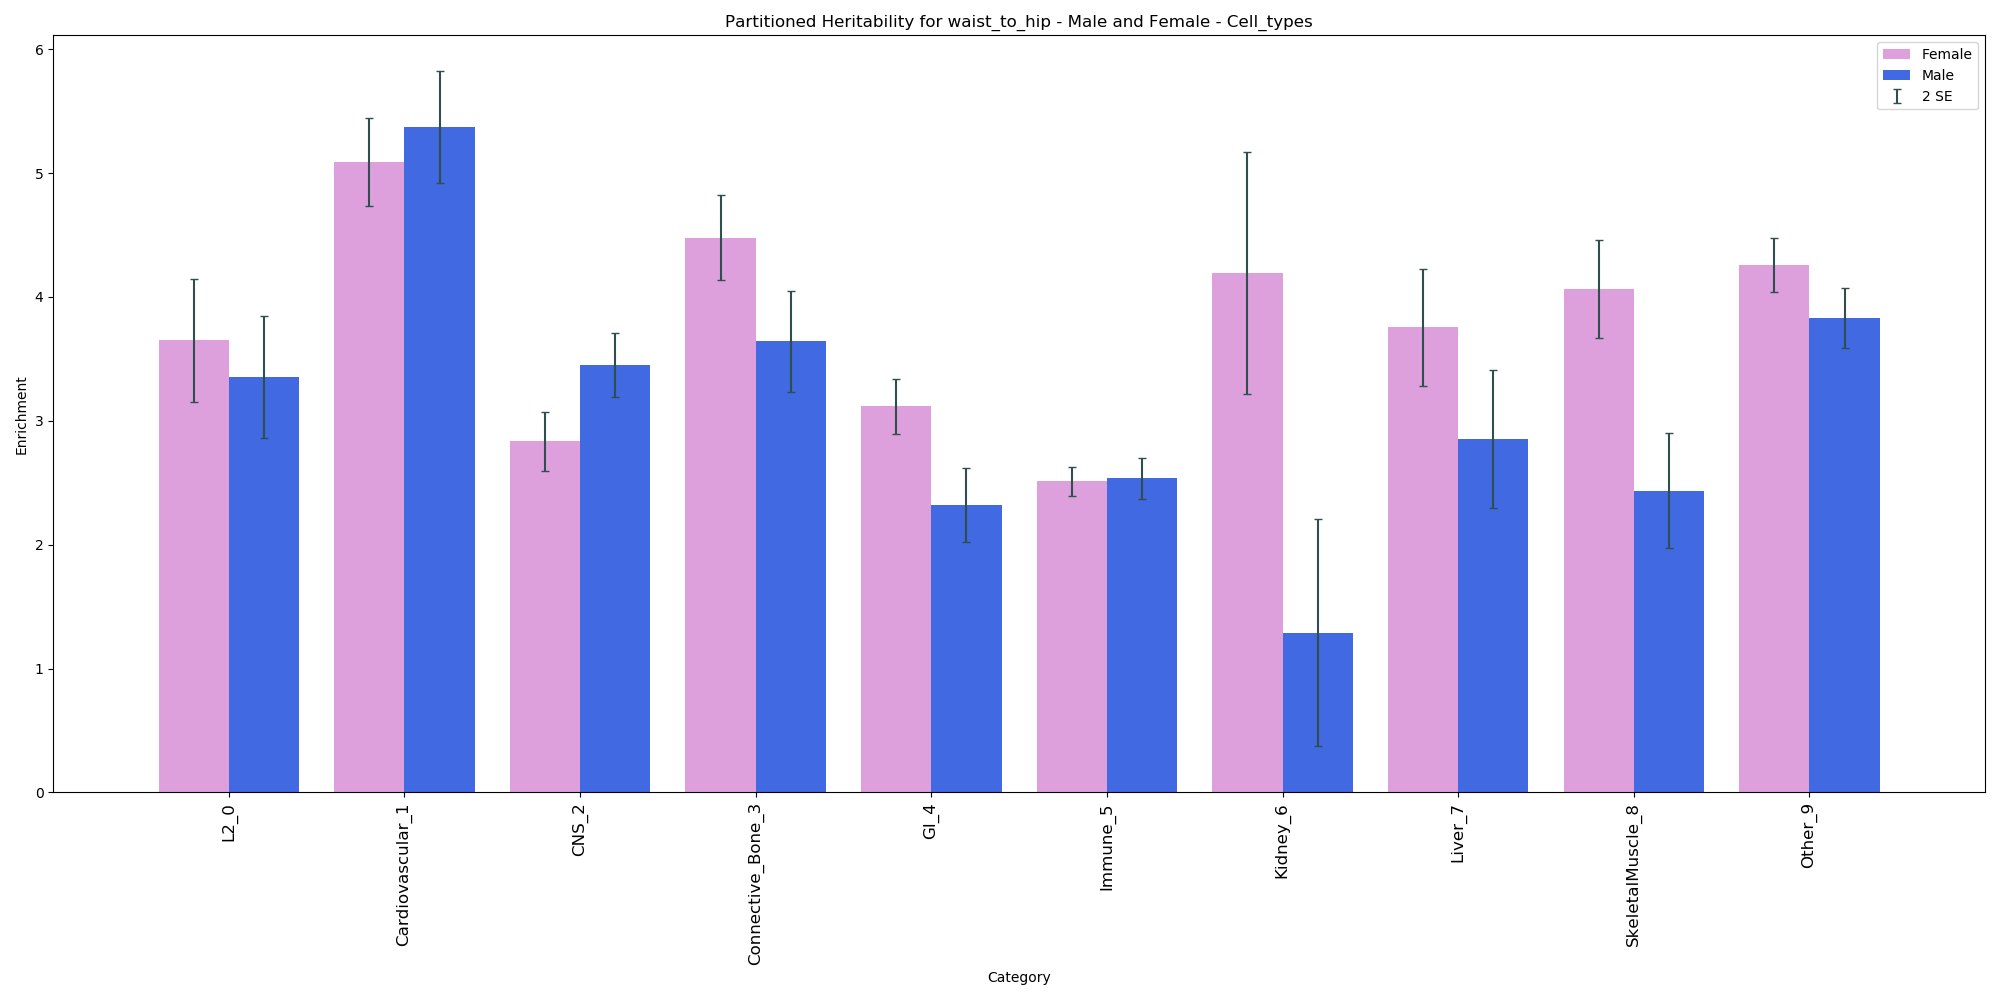 Partitioned Heritability for waist_to_hip - Male and Female - Cell_types
Female
Male
2 SE
Enrichment
6
5
4
3
2
1
0
L2_0
Cardiovascular_1
CNS_2
Connective_Bone_3
GI_4
Immune_5
Kidney_6
Liver_7
SkeletalMuscle_8
Other_9
Category